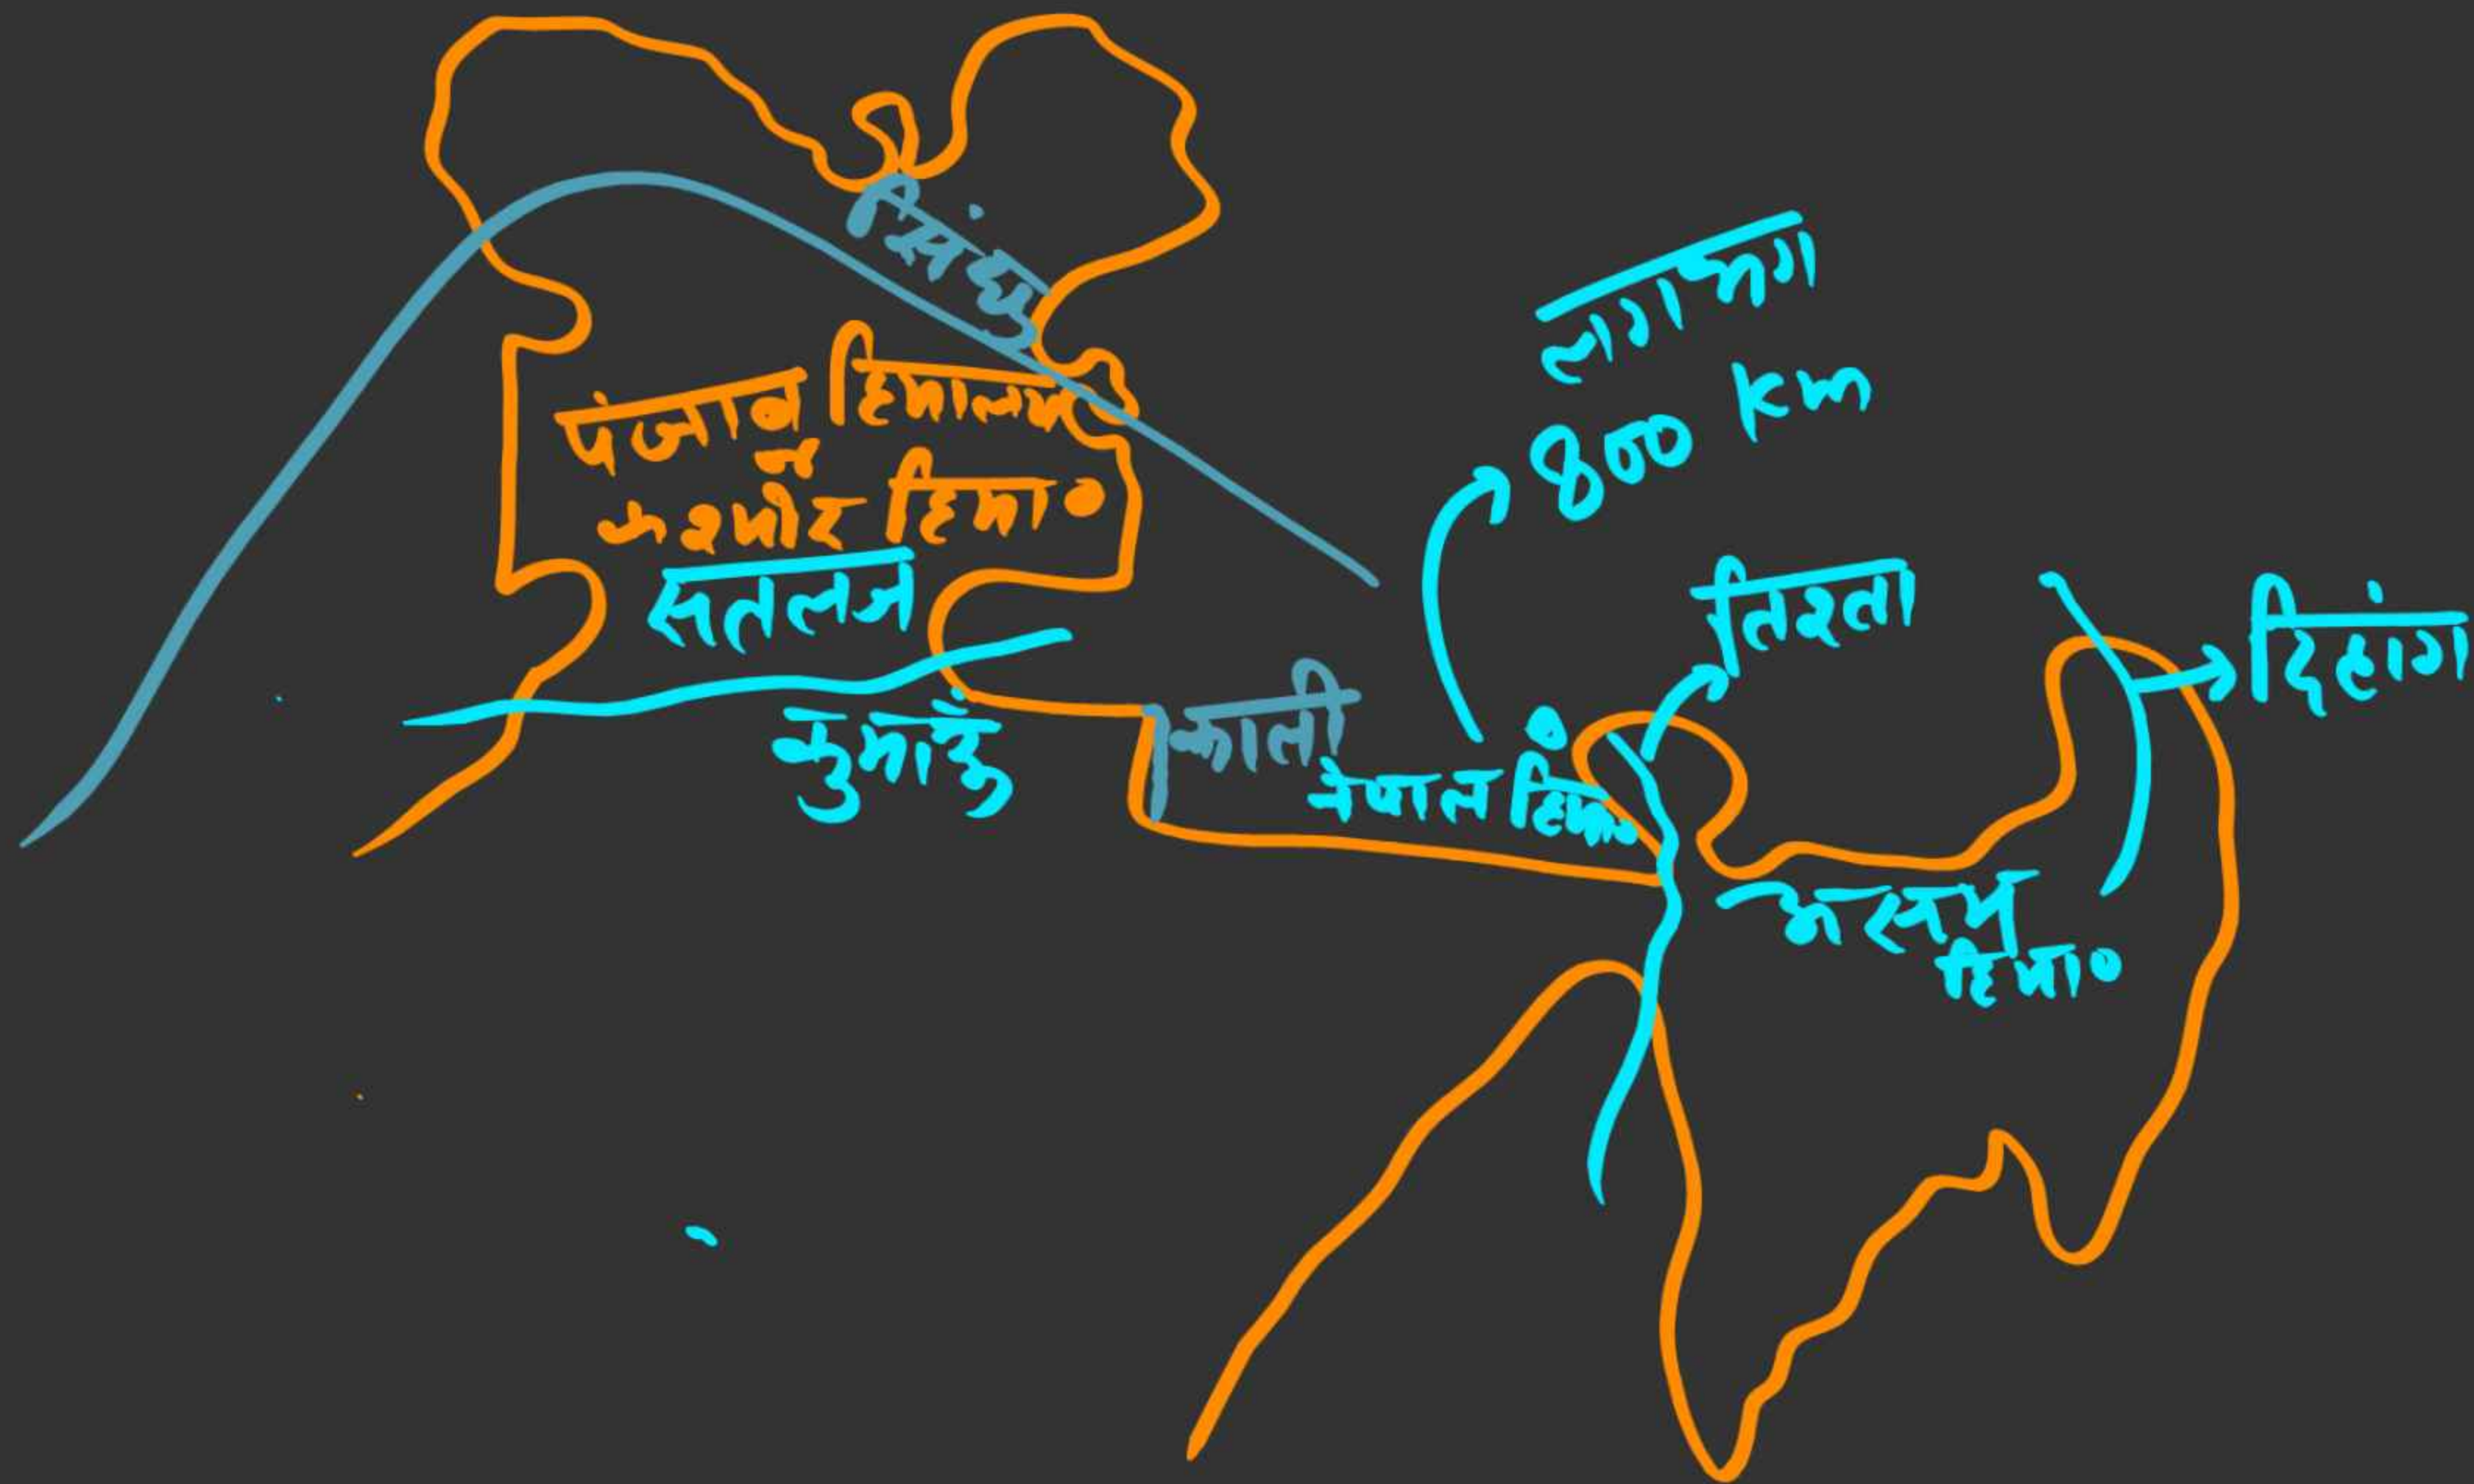 सिंधु
पंजाब हिमालय
कश्मीर हिमा०
सतलज
कुमाऊँ
काली
नेपाल हिमा०
लगभग
800 km
तिस्ता
दिहांग
असम
हिमा०